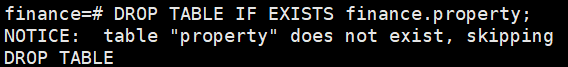 finance=# DROP TABLE IF EXISTS finance.property;
NOTICE:  table "property" does not exist, skipping
DROP TABLE